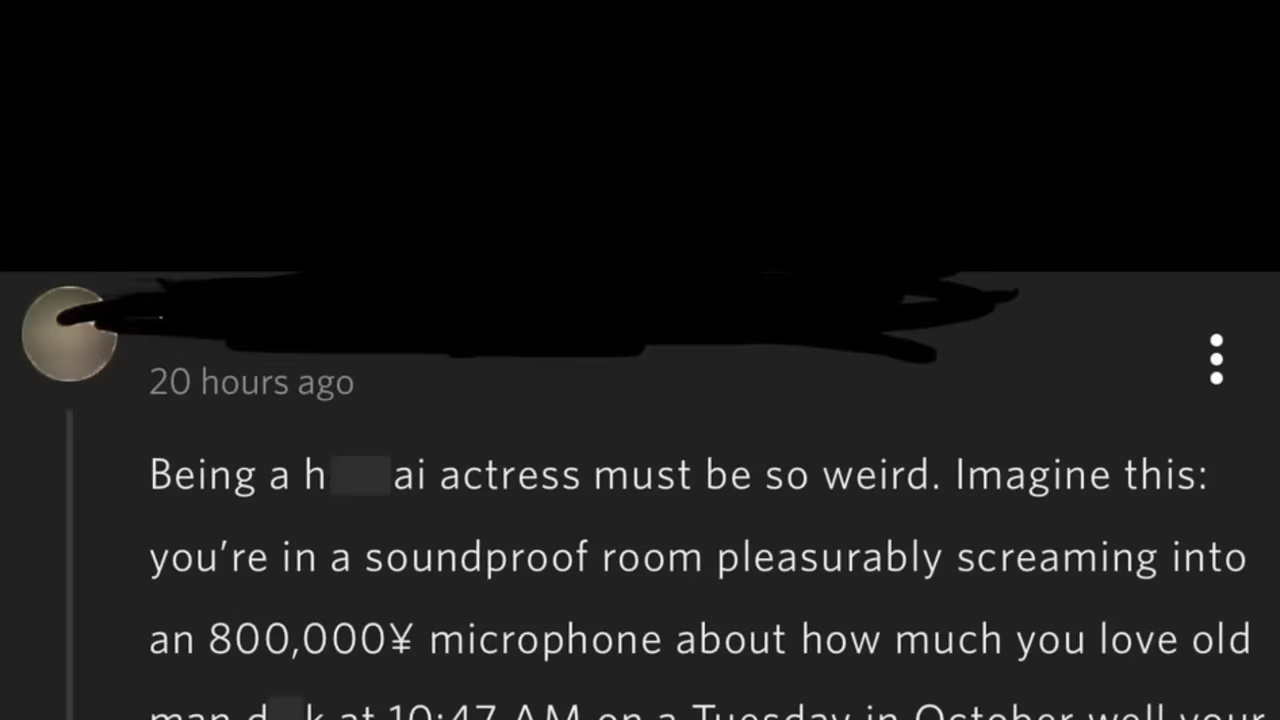 20 hours ago
Being a h ai actress must be so weird. Imagine this:
you’re in a soundproof room pleasurably screaming into
an 800,000¥ microphone about how much you love old
man d k at 10:47 AM on a Tuesday in October well your